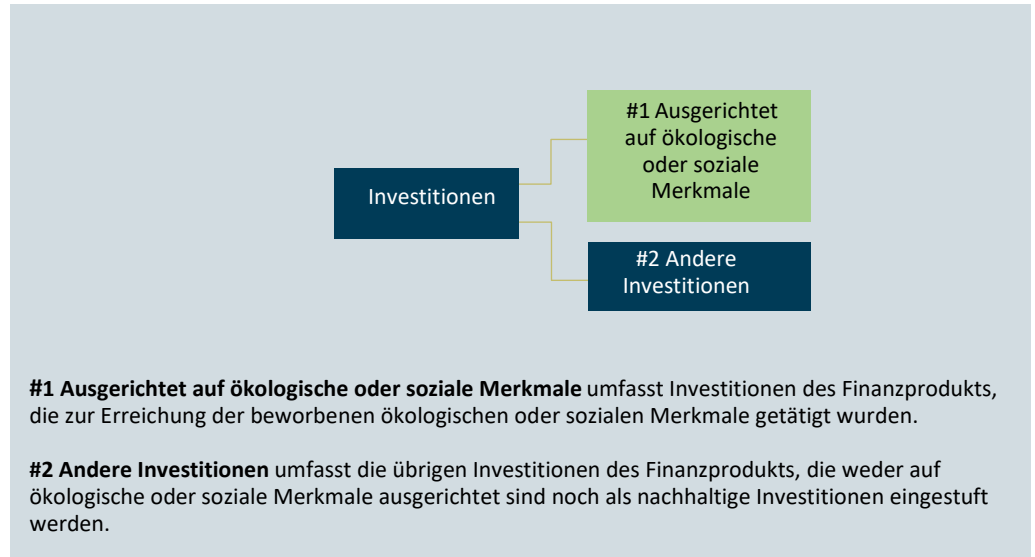 #1 Ausgerichtet
auf ökologische
oder soziale
Merkmale
Investitionen
#2 Andere
Investitionen
#1 Ausgerichtet auf ökologische oder soziale Merkmale umfasst Investitionen des Finanzprodukts,
die zur Erreichung der beworbenen ökologischen oder sozialen Merkmale getätigt wurden.
#2 Andere Investitionen umfasst die übrigen Investitionen des Finanzprodukts, die weder auf
ökologische oder soziale Merkmale ausgerichtet sind noch als nachhaltige Investitionen eingestuft
werden.